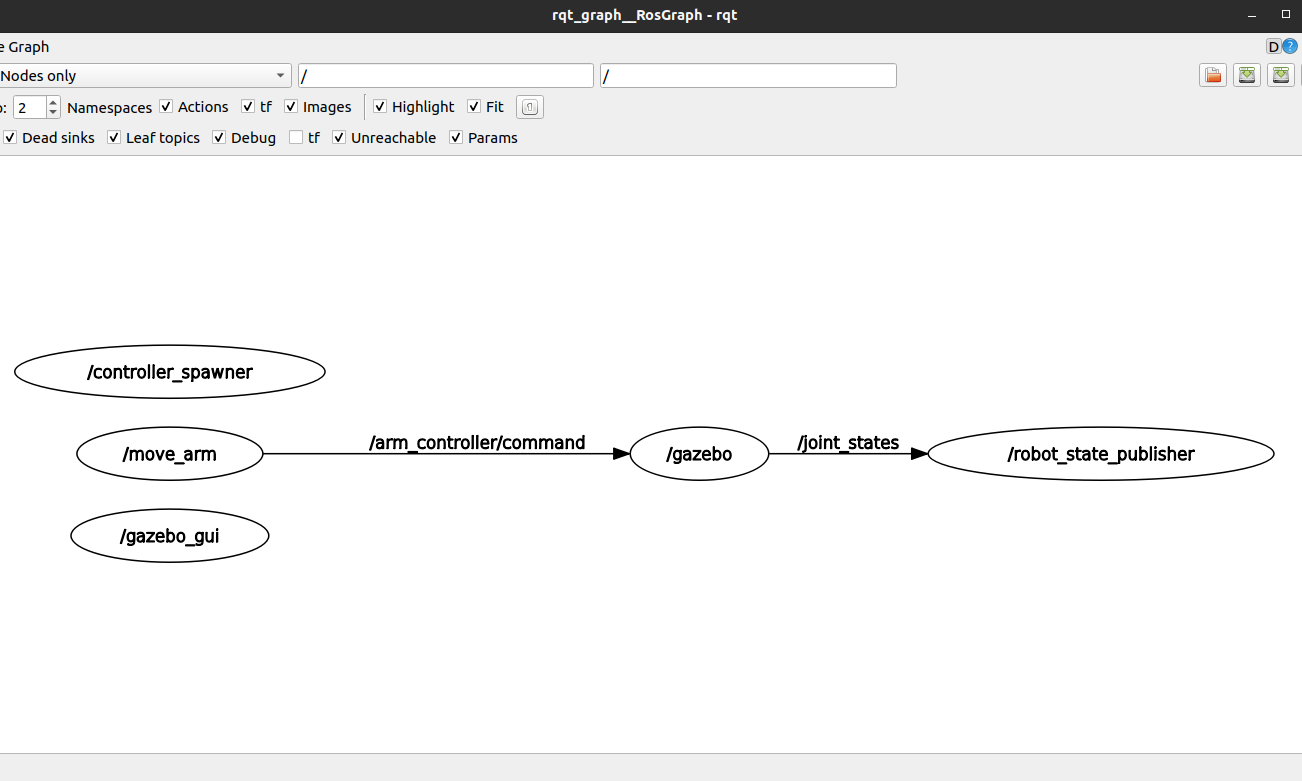 rqt_graph__RosGraph - rqt
e Graph
D ?
Nodes only / /
: 2 Namespaces Actions tf Images Highlight Fit
Dead sinks Leaf topics Debug tf Unreachable Params
/controller_spawner
/move_arm /arm_controller/command /gazebo /joint_states /robot_state_publisher
/gazebo_gui